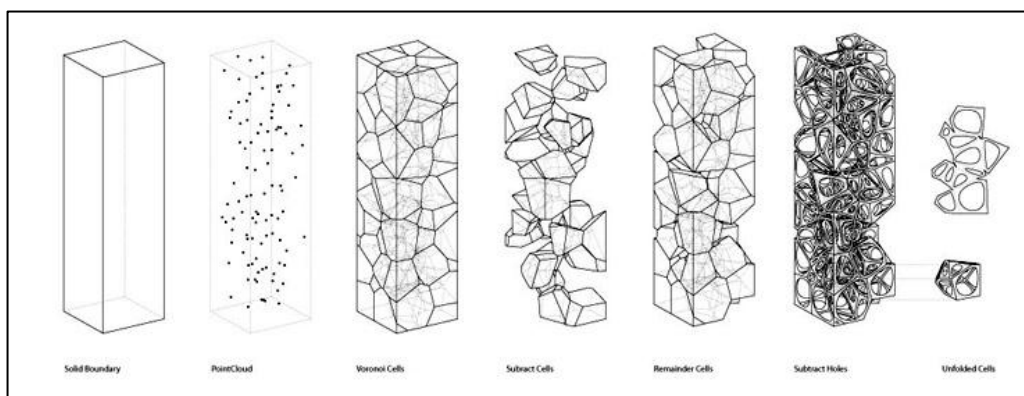 Solid Boundary
PointCloud
Voronoi Cells
Subract Cells
Remainder Cells
Subtract Holes
Unfolded Cells